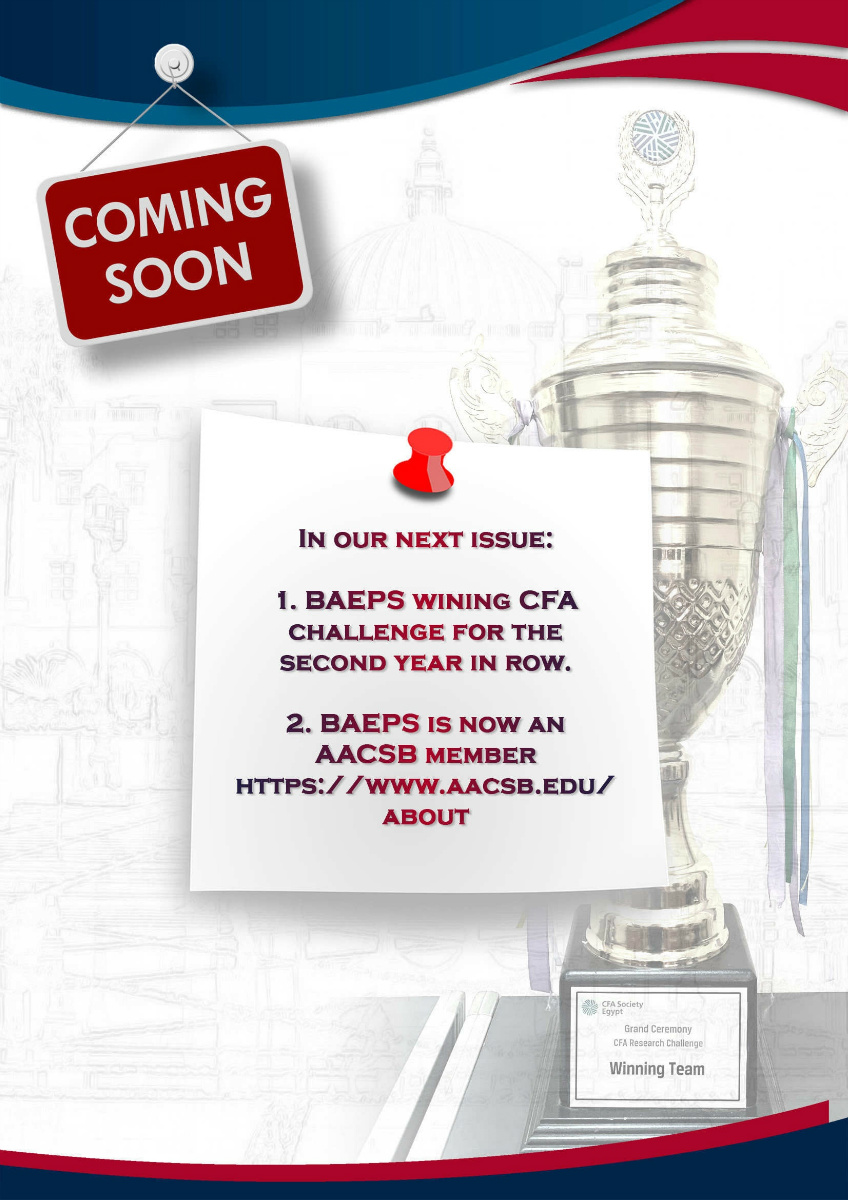 COMING
SOON
In our next issue:
1. BAEPS wining CFA
challenge for the
second year in row.
2. BAEPS is now an
AACSB member
https://www.aacsb.edu/
about
CFA Society
Egypt
Grand Ceremony
CFA Research Challenge
Winning Team